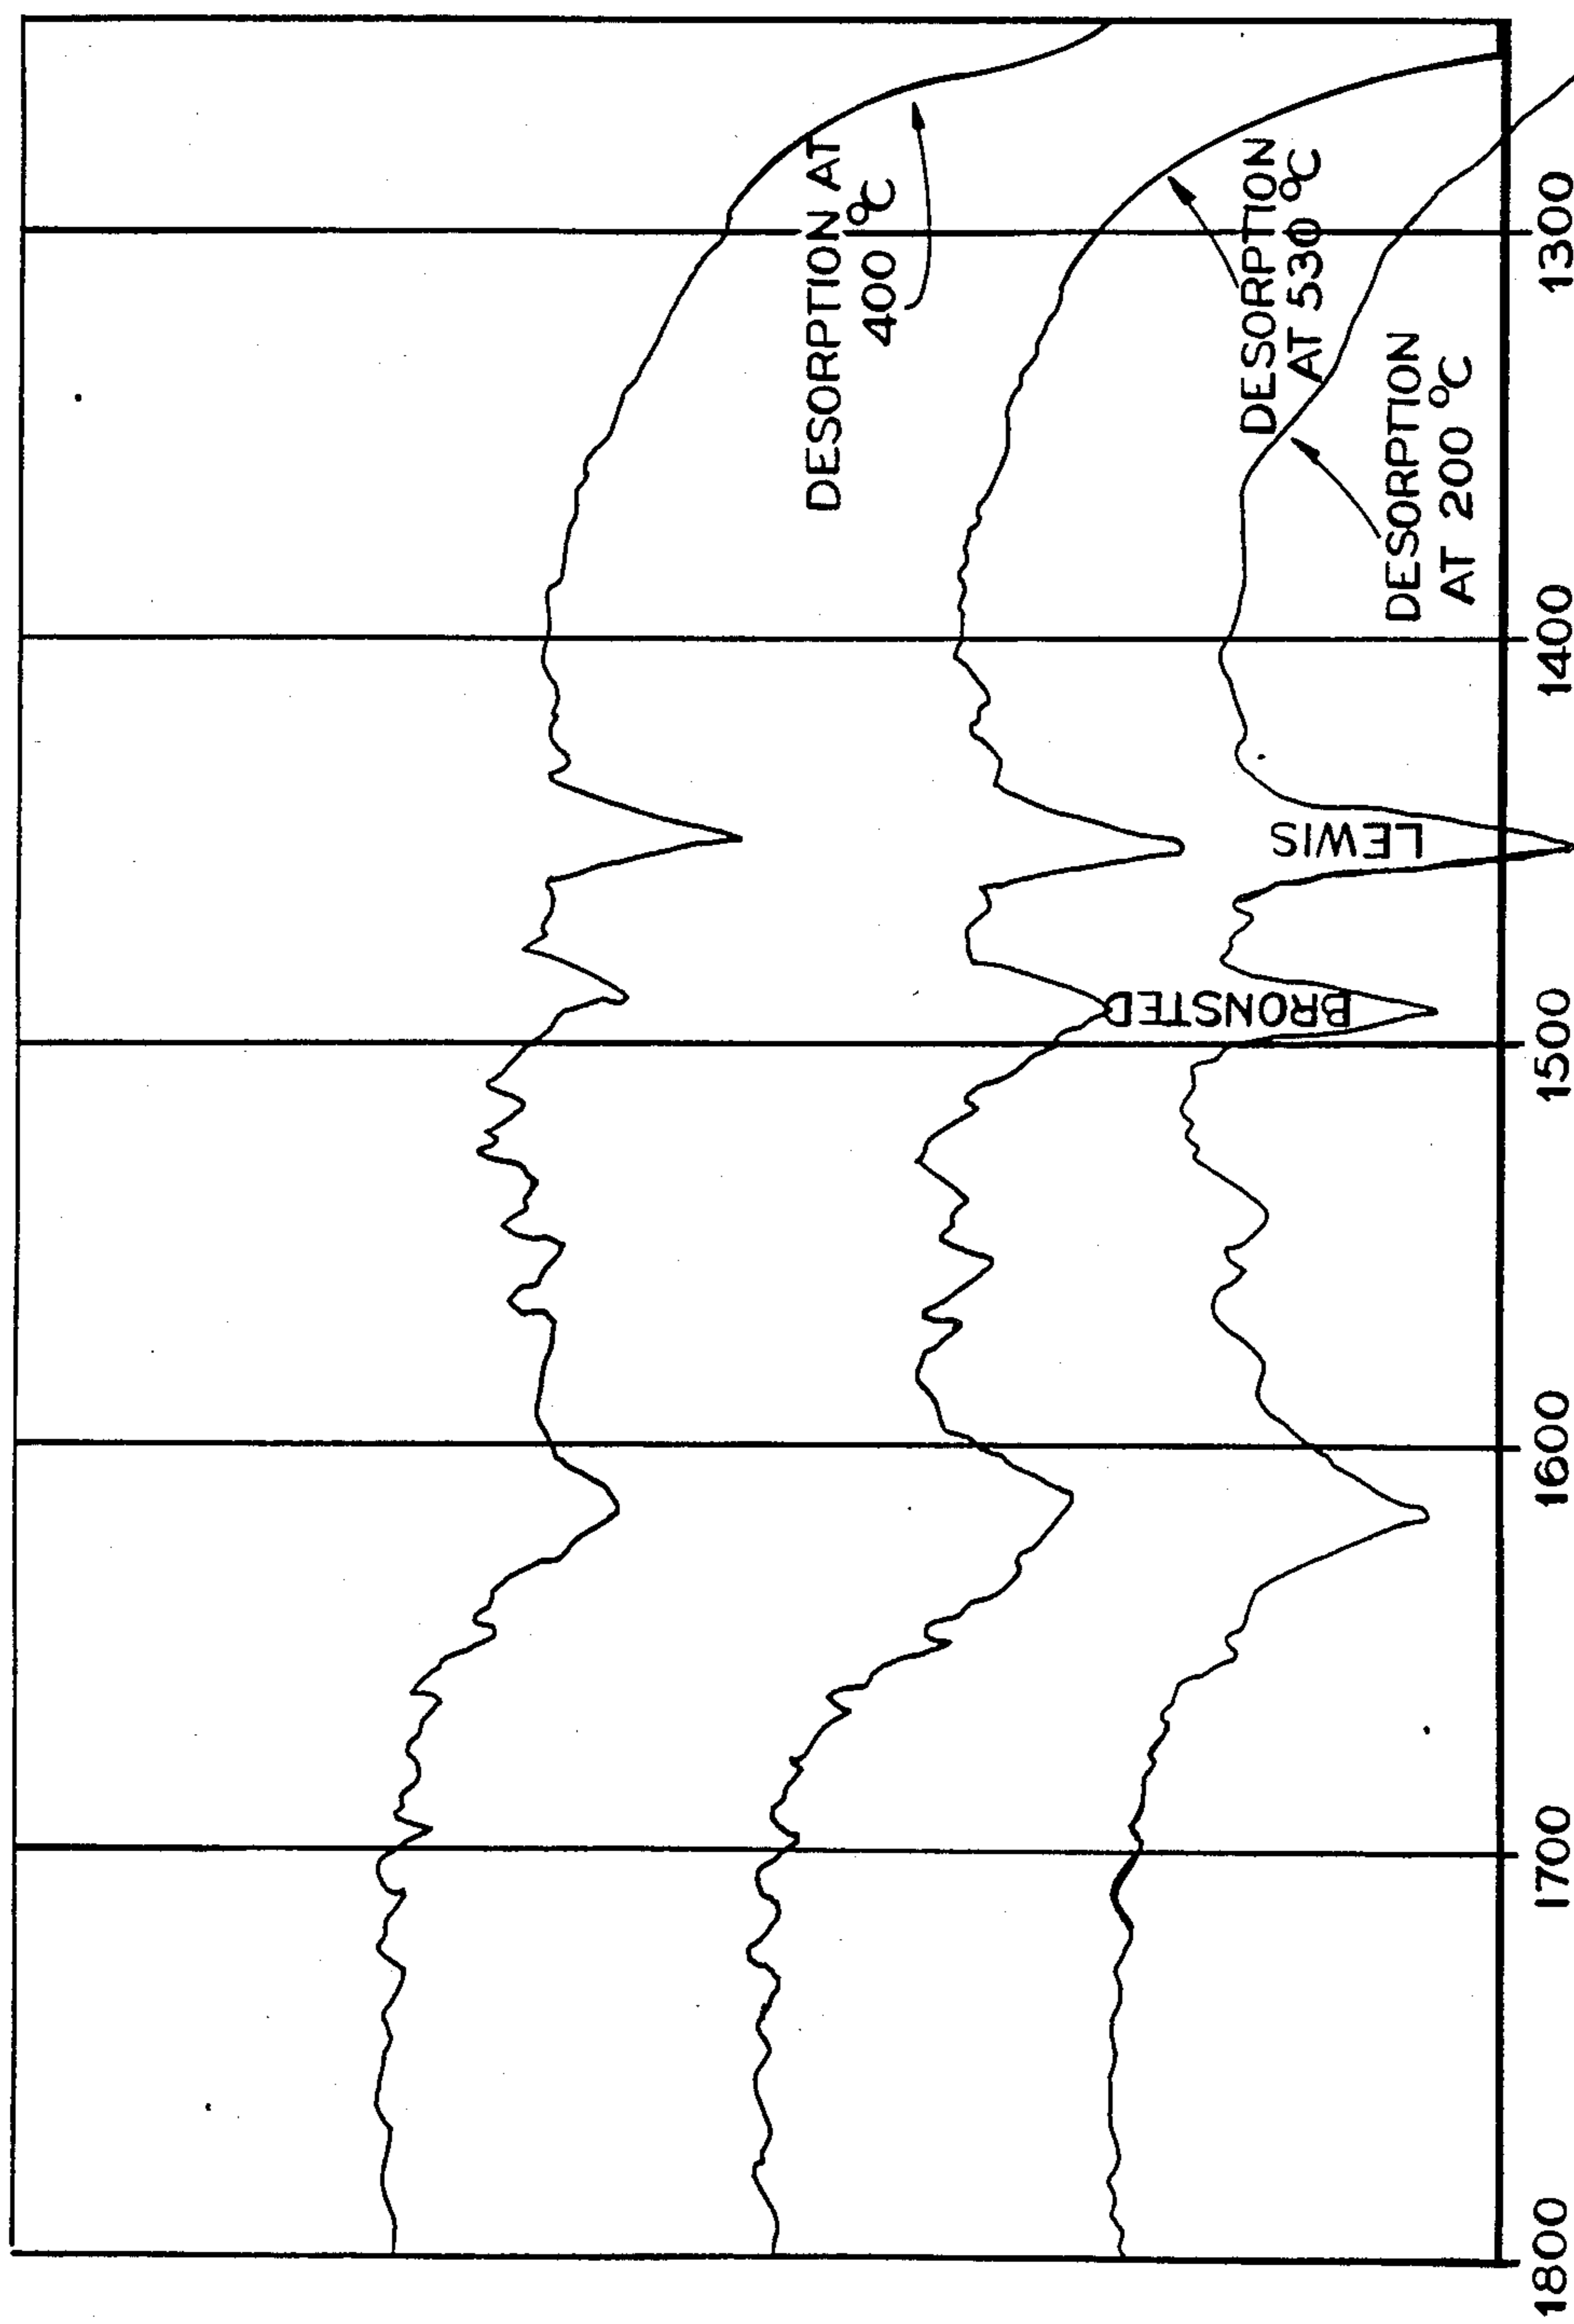 DESORPTION AT
400 °C
DESORPTION
AT 530 °C
DESORPTION
AT 200 °C
LEWIS
BRONSTED
1800
1700
1600
1500
1400
1300